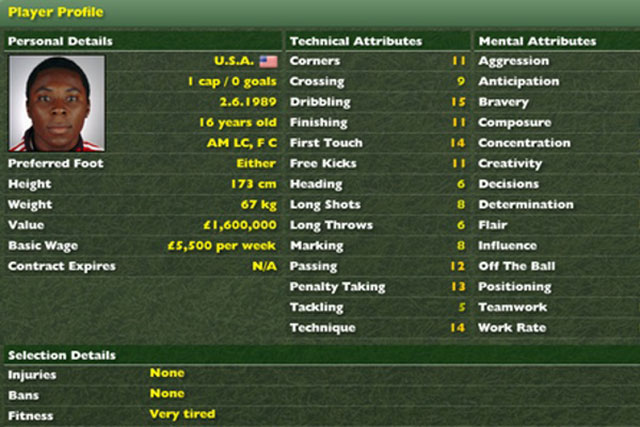 Player Profile
Personal Details
U.S.A.
1 cap / 0 goals
2.6.1989
16 years old
AM LC, F C
Preferred Foot Either
Height 173 cm
Weight 67 kg
Value £1,600,000
Basic Wage £5,500 per week
Contract Expires N/A
Technical Attributes
Corners 11
Crossing 9
Dribbling 15
Finishing 11
First Touch 14
Free Kicks 11
Heading 6
Long Shots 8
Long Throws 6
Marking 8
Passing 12
Penalty Taking 13
Tackling 5
Technique 14
Mental Attributes
Aggression
Anticipation
Bravery
Composure
Concentration
Creativity
Decisions
Determination
Flair
Influence
Off The Ball
Positioning
Teamwork
Work Rate
Selection Details
Injuries None
Bans None
Fitness Very tired